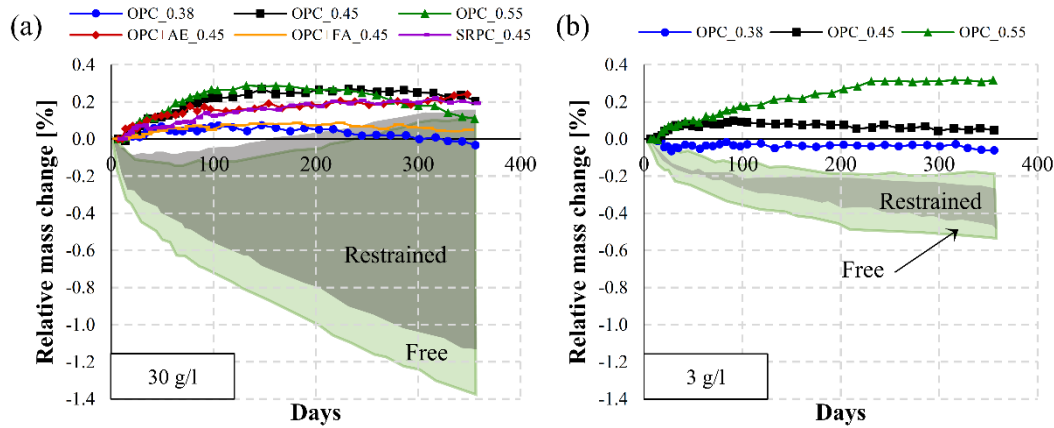 (a)
OPC_0.38 OPC_0.45 OPC_0.55
OPC+AE_0.45 OPC+FA_0.45 SRPC_0.45
Relative mass change [%]
0.4
0.2
0.0
-0.2
-0.4
-0.6
-0.8
-1.0
-1.2
-1.4
0 100 200 300 400
Restrained
Free
30 g/l
Days
(b)
OPC_0.38 OPC_0.45 OPC_0.55
Relative mass change [%]
0.4
0.2
0.0
-0.2
-0.4
-0.6
-0.8
-1.0
-1.2
-1.4
0 100 200 300 400
Restrained
Free
3 g/l
Days